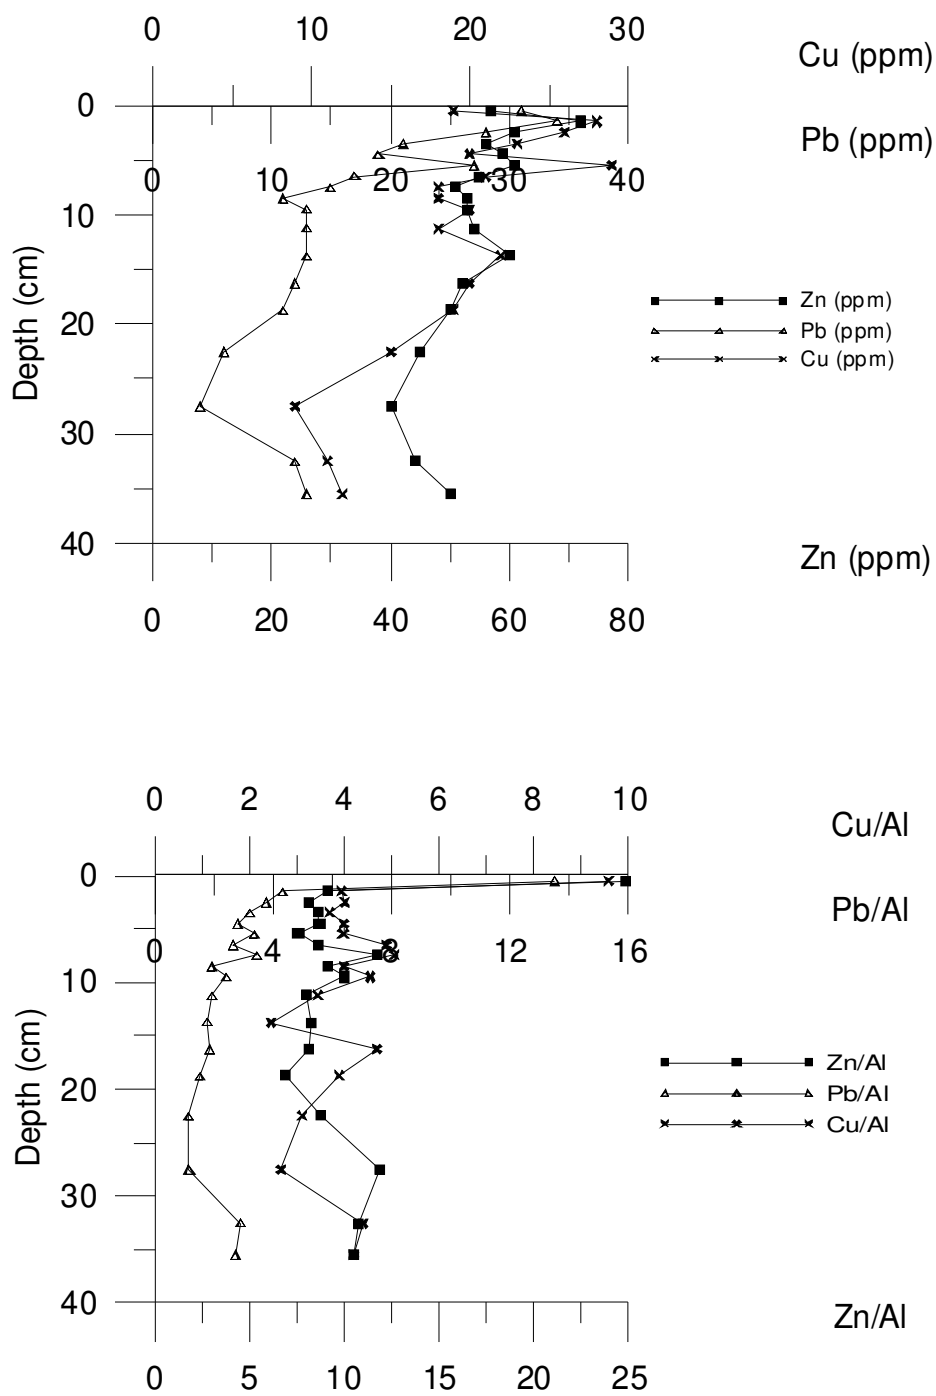 0 10 20 30
Cu (ppm)
0
Pb (ppm)
0 10 20 30 40
10
Zn (ppm)
Pb (ppm)
20
Cu (ppm)
Depth (cm)
30
40
Zn (ppm)
0 20 40 60 80
0 2 4 6 8 10
Cu/Al
0
Pb/Al
0 4 8 12 16
10
Zn/Al
Pb/Al
20
Cu/Al
Depth (cm)
30
40
Zn/Al
0 5 10 15 20 25